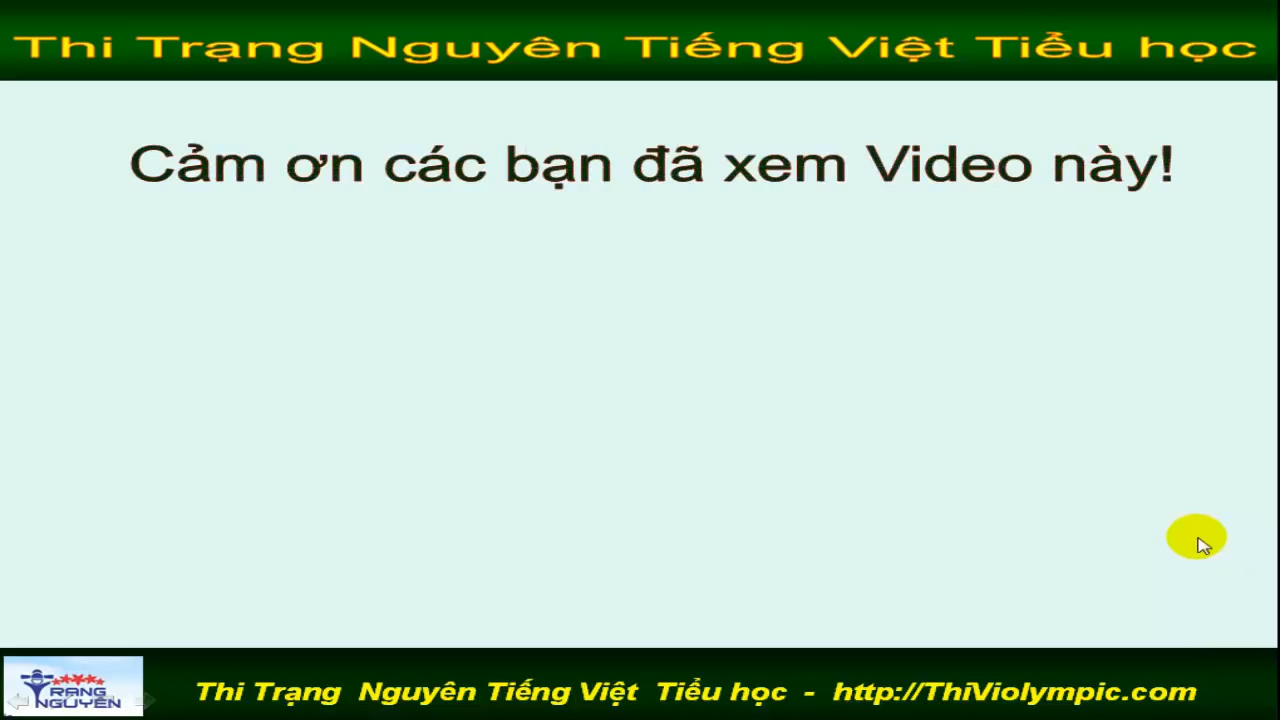 Thi Trạng Nguyên Tiếng Việt Tiểu học
Cảm ơn các bạn đã xem Video này!
TRẠNG
NGUYÊN
Thi Trạng Nguyên Tiếng Việt Tiểu học - http://ThiViolympic.com